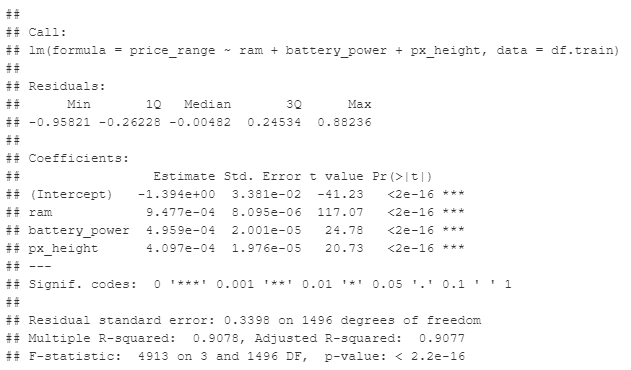 ##
## Call:
## lm(formula = price_range ~ ram + battery_power + px_height, data = df.train)
##
## Residuals:
##      Min       1Q   Median       3Q      Max
## -0.95821 -0.26228 -0.00482  0.24534  0.88236
##
## Coefficients:
##                 Estimate Std. Error t value Pr(>|t|)
## (Intercept)   -1.394e+00  3.381e-02  -41.23   <2e-16 ***
## ram            9.477e-04  8.095e-06  117.07   <2e-16 ***
## battery_power  4.959e-04  2.001e-05   24.78   <2e-16 ***
## px_height      4.097e-04  1.976e-05   20.73   <2e-16 ***
## ---
## Signif. codes:  0 '***' 0.001 '**' 0.01 '*' 0.05 '.' 0.1 ' ' 1
##
## Residual standard error: 0.3398 on 1496 degrees of freedom
## Multiple R-squared:  0.9078, Adjusted R-squared:  0.9077
## F-statistic:  4913 on 3 and 1496 DF,  p-value: < 2.2e-16